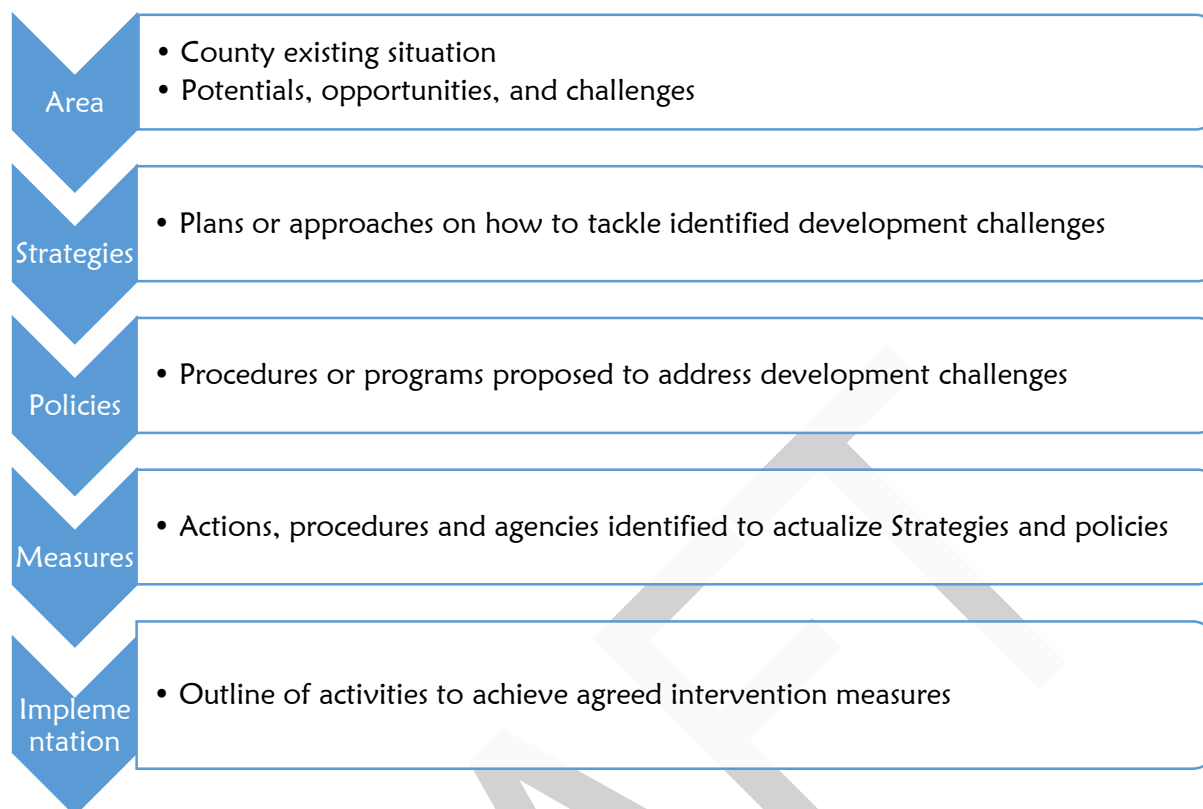 Area
• County existing situation
• Potentials, opportunities, and challenges
Strategies
• Plans or approaches on how to tackle identified development challenges
Policies
• Procedures or programs proposed to address development challenges
Measures
• Actions, procedures and agencies identified to actualize Strategies and policies
Impleme
ntation
• Outline of activities to achieve agreed intervention measures